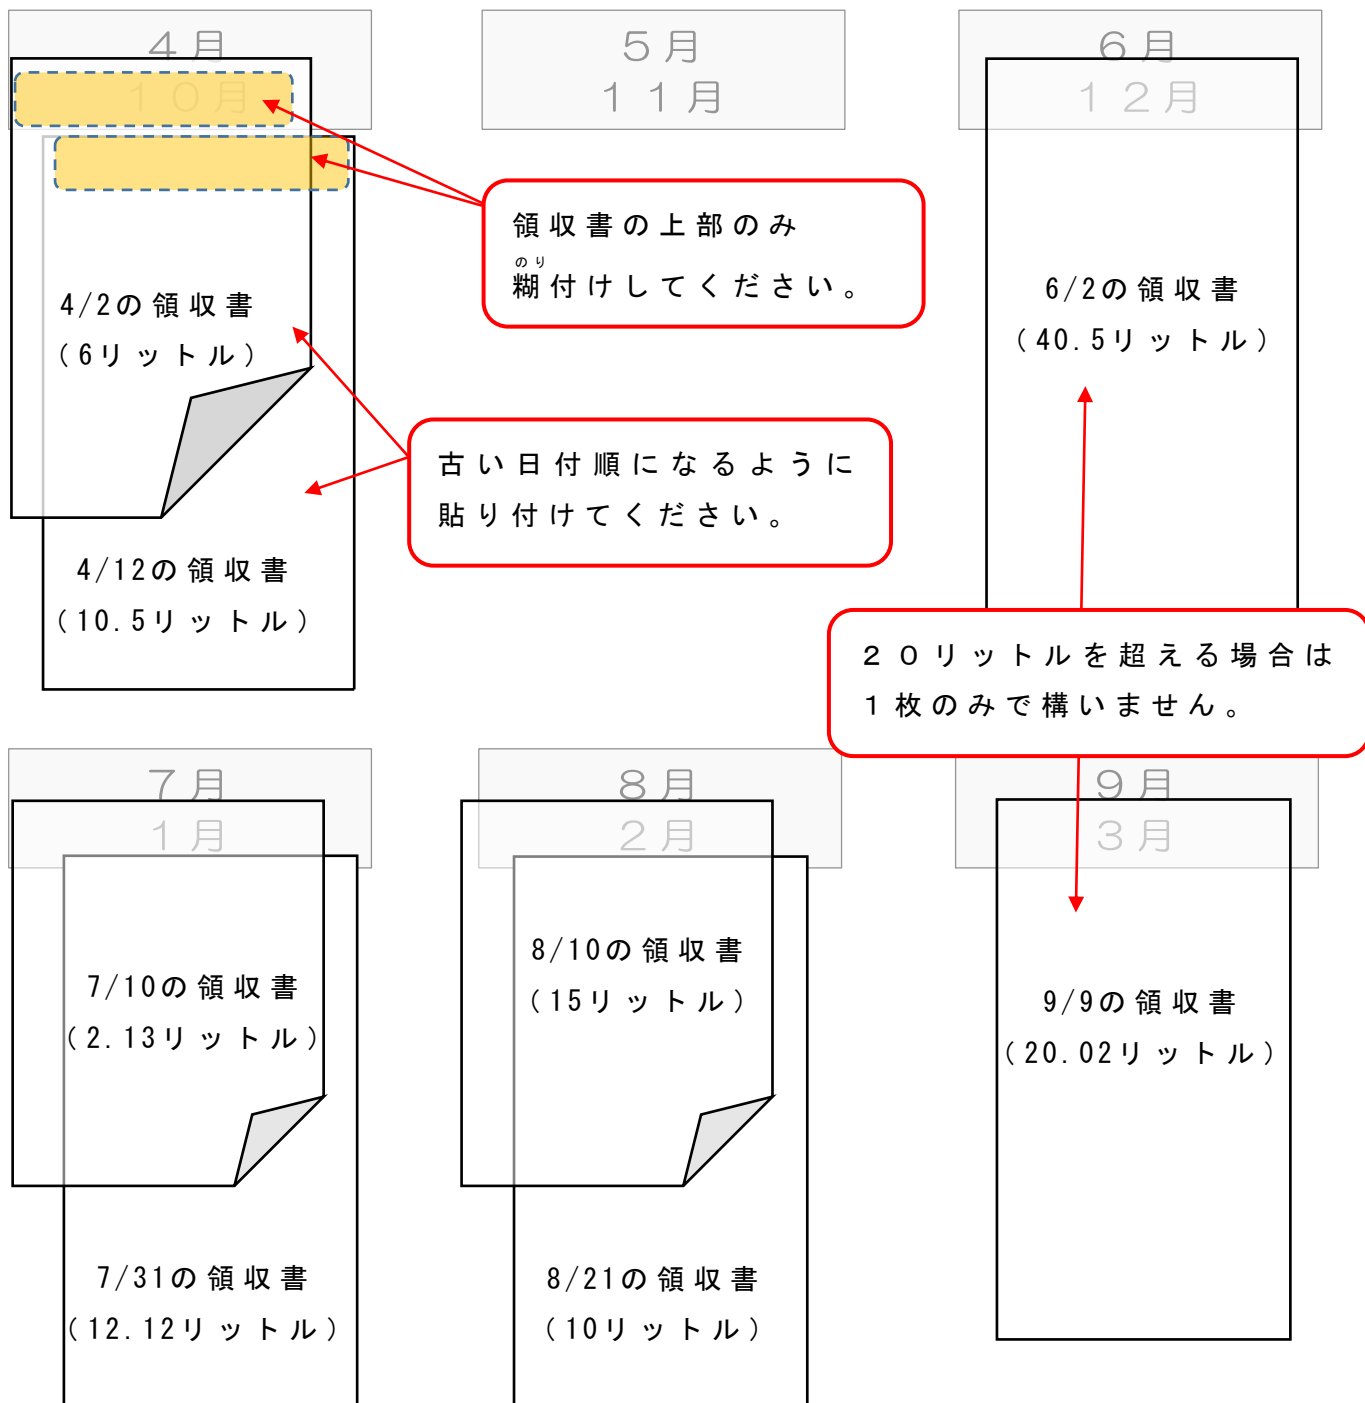 4月
10月
5月
11月
6月
12月
領収書の上部のみ
のり
糊付けしてください。
4/2の領収書
(6リットル)
6/2の領収書
(40.5リットル)
古い日付順になるように
貼り付けてください。
4/12の領収書
(10.5リットル)
20リットルを超える場合は
1枚のみで構いません。
7月
1月
8月
2月
9月
3月
7/10の領収書
(2.13リットル)
8/10の領収書
(15リットル)
9/9の領収書
(20.02リットル)
7/31の領収書
(12.12リットル)
8/21の領収書
(10リットル)